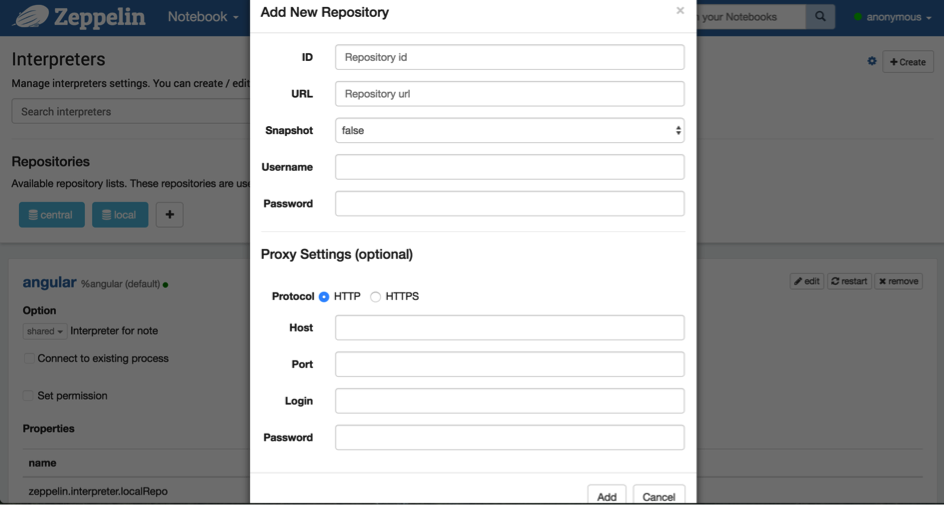 Zeppelin Notebook
Add New Repository ×
your Notebooks
anonymous
Interpreters
Manage interpreters settings. You can create / edit
+ Create
Search interpreters
ID Repository id
URL Repository url
Snapshot false
Username
Password
Repositories
Available repository lists. These repositories are use
central local +
Proxy Settings (optional)
Protocol HTTP HTTPS
Host
Port
Login
Password
Add Cancel
angular %angular (default)
edit restart remove
Option
shared Interpreter for note
Connect to existing process
Set permission
Properties
name
zeppelin.interpreter.localRepo